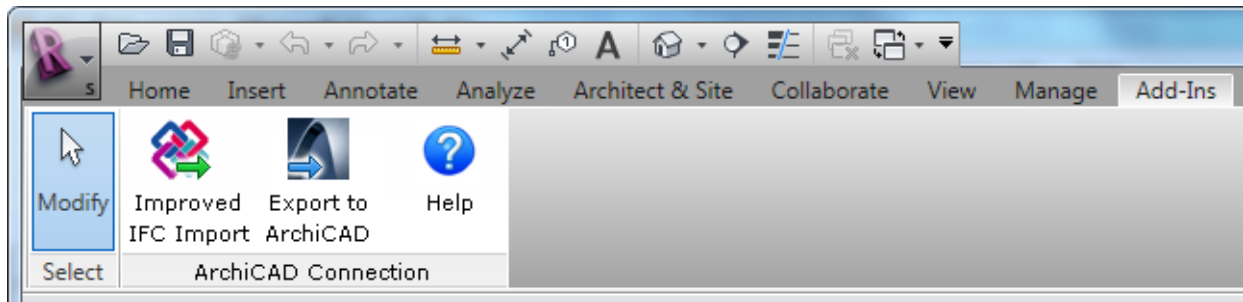 R
1 A
S
Home Insert Annotate Analyze Architect & Site Collaborate View Manage Add-Ins
Modify
Improved
IFC Import
Export to
ArchiCAD
?
Help
Select
ArchiCAD Connection